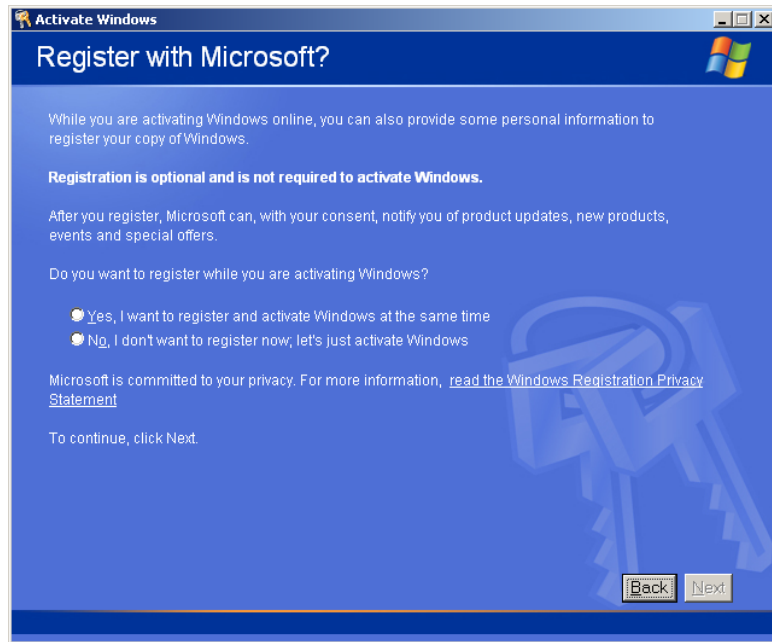 Activate Windows
Register with Microsoft?
While you are activating Windows online, you can also provide some personal information to
register your copy of Windows.
Registration is optional and is not required to activate Windows.
After you register, Microsoft can, with your consent, notify you of product updates, new products,
events and special offers.
Do you want to register while you are activating Windows?
Yes, I want to register and activate Windows at the same time
No, I don't want to register now; let's just activate Windows
Microsoft is committed to your privacy. For more information, read the Windows Registration Privacy
Statement
To continue, click Next.
Back Next